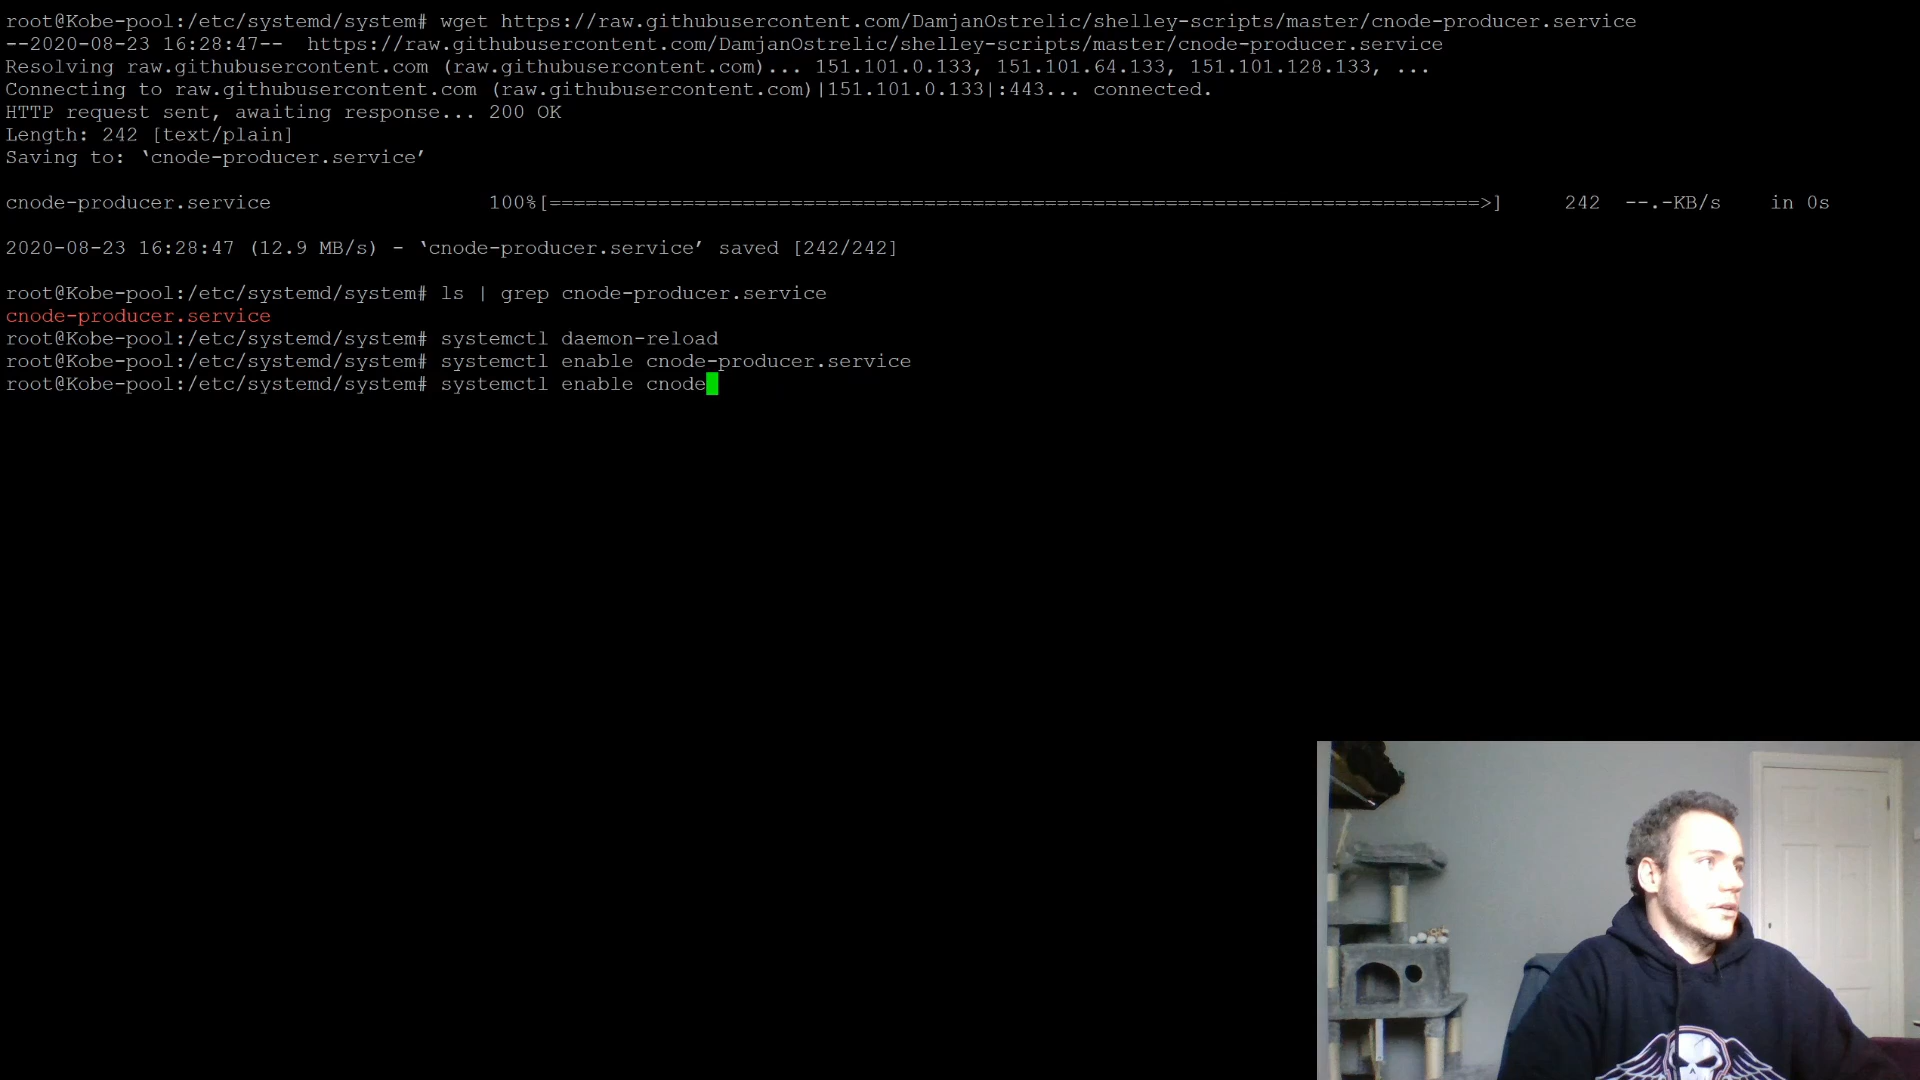 root@Kobe-pool:/etc/systemd/system# wget https://raw.githubusercontent.com/DamjanOstrelic/shelley-scripts/master/cnode-producer.service
--2020-08-23 16:28:47--  https://raw.githubusercontent.com/DamjanOstrelic/shelley-scripts/master/cnode-producer.service
Resolving raw.githubusercontent.com (raw.githubusercontent.com)... 151.101.0.133, 151.101.64.133, 151.101.128.133, ...
Connecting to raw.githubusercontent.com (raw.githubusercontent.com)|151.101.0.133|:443... connected.
HTTP request sent, awaiting response... 200 OK
Length: 242 [text/plain]
Saving to: ‘cnode-producer.service’
cnode-producer.service 100%[=============================================================================>] 242 --.-KB/s in 0s
2020-08-23 16:28:47 (12.9 MB/s) - ‘cnode-producer.service’ saved [242/242]
root@Kobe-pool:/etc/systemd/system# ls | grep cnode-producer.service
cnode-producer.service
root@Kobe-pool:/etc/systemd/system# systemctl daemon-reload
root@Kobe-pool:/etc/systemd/system# systemctl enable cnode-producer.service
root@Kobe-pool:/etc/systemd/system# systemctl enable cnode